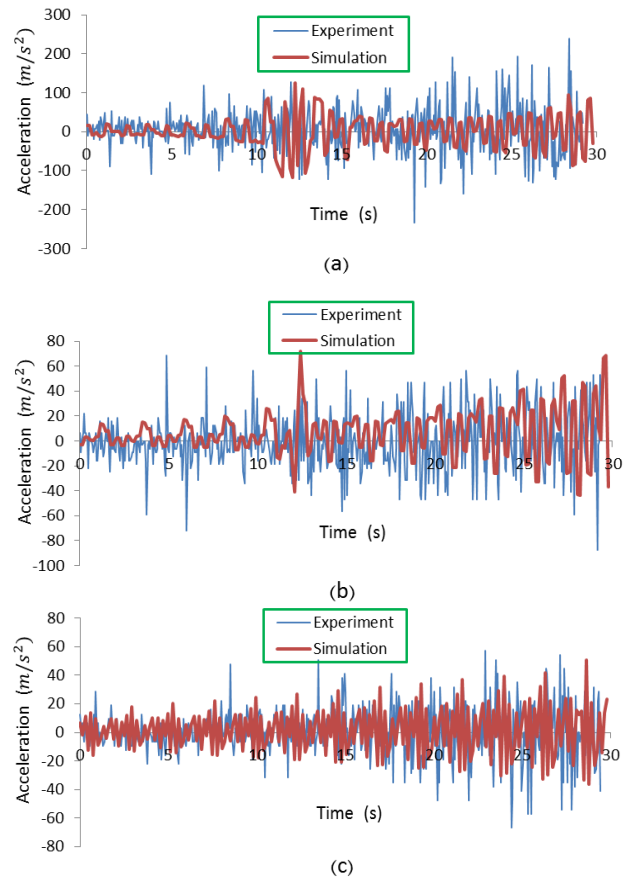 300
200
100
0
-100
-200
-300
Acceleration (m/s²)
Experiment
Simulation
0 5 10 15 20 25 30
Time (s)
(a)
80
60
40
20
0
-20
-40
-60
-80
-100
Acceleration (m/s²)
Experiment
Simulation
0 5 10 15 20 25 30
Time (s)
(b)
80
60
40
20
0
-20
-40
-60
-80
Acceleration (m/s²)
Experiment
Simulation
0 5 10 15 20 25 30
Time (s)
(c)